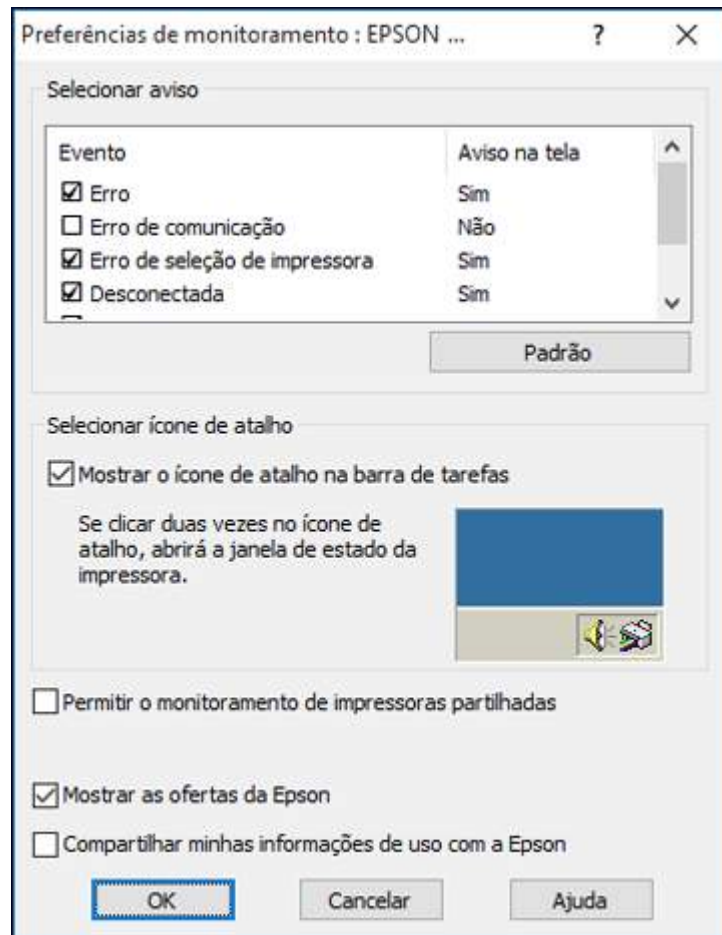 Preferências de monitoramento : EPSON ...
Selecionar aviso
Evento Aviso na tela
Erro Sim
Erro de comunicação Não
Erro de seleção de impressora Sim
Desconectada Sim
Padrão
Selecionar ícone de atalho
Mostrar o ícone de atalho na barra de tarefas
Se clicar duas vezes no ícone de
atalho, abrirá a janela de estado da
impressora.
Permitir o monitoramento de impressoras partilhadas
Mostrar as ofertas da Epson
Compartilhar minhas informações de uso com a Epson
OK Cancelar Ajuda